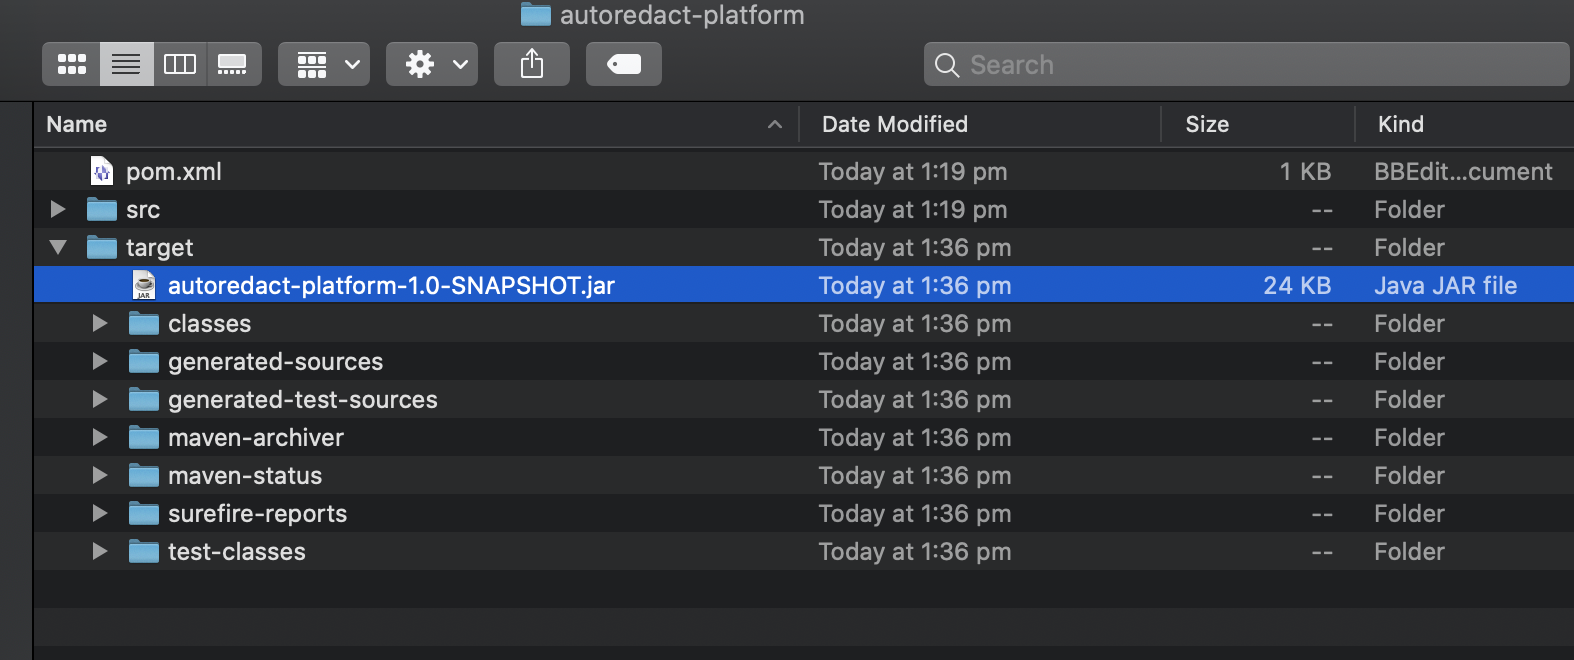 autoredact-platform
Search
Name Date Modified Size Kind
pom.xml Today at 1:19 pm 1 KB BBEdit...cument
src Today at 1:19 pm -- Folder
target Today at 1:36 pm -- Folder
JAR autoredact-platform-1.0-SNAPSHOT.jar Today at 1:36 pm 24 KB Java JAR file
classes Today at 1:36 pm -- Folder
generated-sources Today at 1:36 pm -- Folder
generated-test-sources Today at 1:36 pm -- Folder
maven-archiver Today at 1:36 pm -- Folder
maven-status Today at 1:36 pm -- Folder
surefire-reports Today at 1:36 pm -- Folder
test-classes Today at 1:36 pm -- Folder